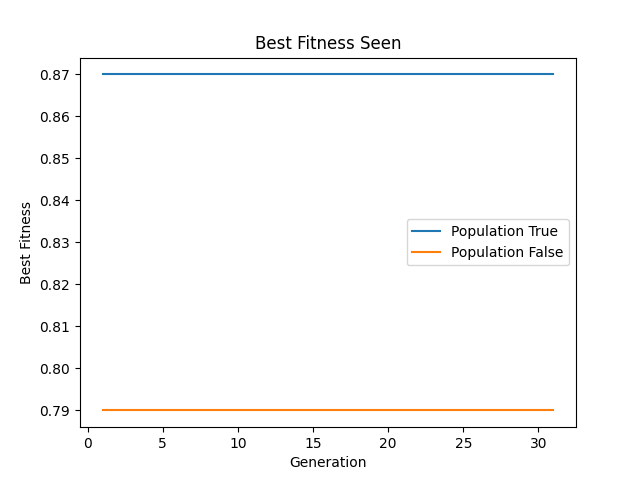 Best Fitness Seen
0.87
0.86
0.85
0.84
0.83
0.82
0.81
0.80
0.79
Best Fitness
Population True
Population False
0 5 10 15 20 25 30
Generation